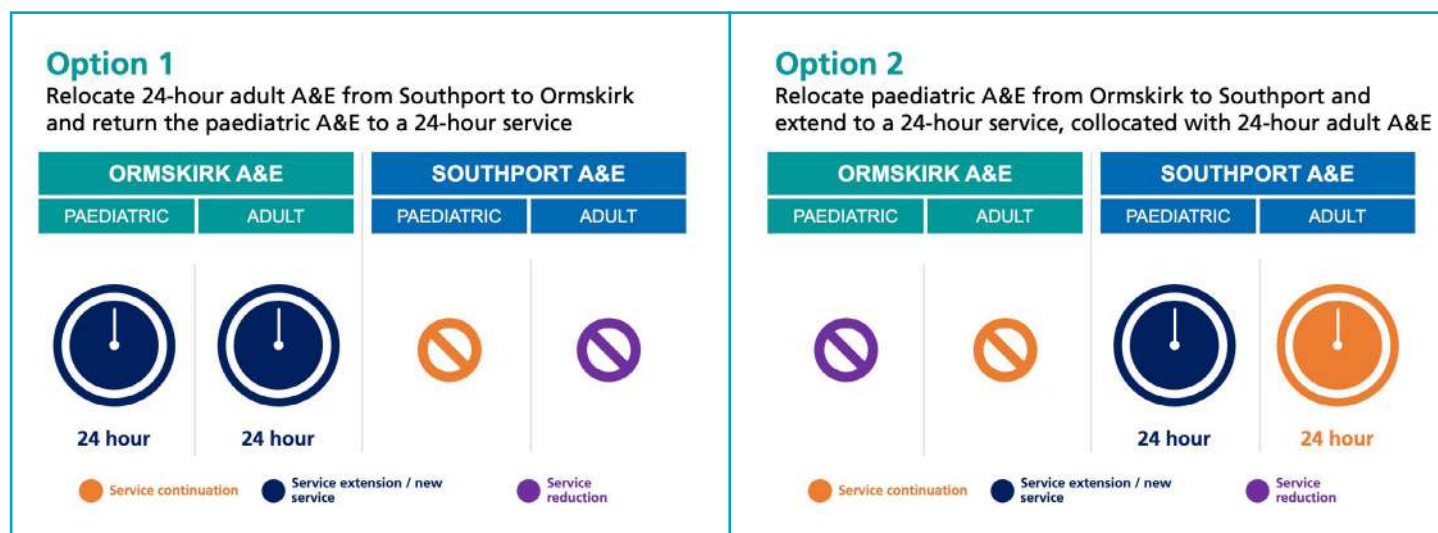 Option 1
Relocate 24-hour adult A&E from Southport to Ormskirk
and return the paediatric A&E to a 24-hour service
ORMSKIRK A&E SOUTHPORT A&E
PAEDIATRIC ADULT PAEDIATRIC ADULT
24 hour 24 hour
Service continuation Service extension / new
service Service
reduction
Option 2
Relocate paediatric A&E from Ormskirk to Southport and
extend to a 24-hour service, collocated with 24-hour adult A&E
ORMSKIRK A&E SOUTHPORT A&E
PAEDIATRIC ADULT PAEDIATRIC ADULT
24 hour 24 hour
Service continuation Service extension / new
service Service
reduction